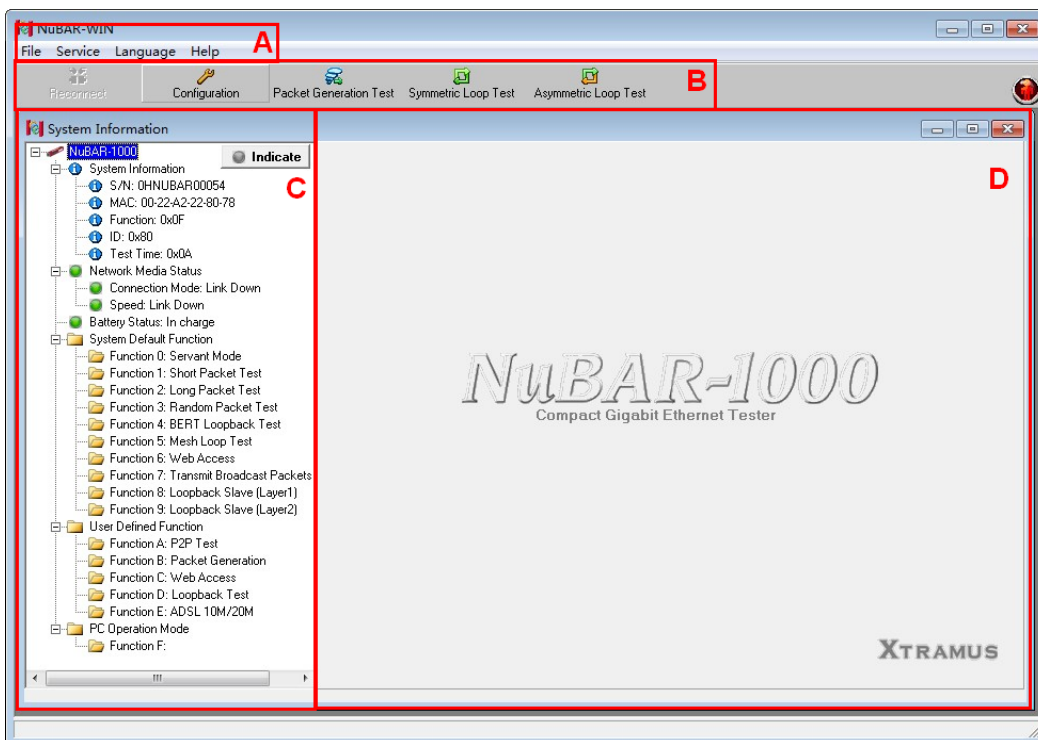 NuBAR-WIN
File Service Language Help
A
Reconnect Configuration Packet Generation Test Symmetric Loop Test Asymmetric Loop Test
B
System Information
NuBAR-1000
Indicate
System Information
C
S/N: 0HNUBAR00054
MAC: 00-22-A2-22-80-78
Function: 0x0F
ID: 0x80
Test Time: 0x0A
Network Media Status
Connection Mode: Link Down
Speed: Link Down
Battery Status: In charge
System Default Function
Function 0: Servant Mode
Function 1: Short Packet Test
Function 2: Long Packet Test
Function 3: Random Packet Test
Function 4: BERT Loopback Test
Function 5: Mesh Loop Test
Function 6: Web Access
Function 7: Transmit Broadcast Packets
Function 8: Loopback Slave (Layer1)
Function 9: Loopback Slave (Layer2)
User Defined Function
Function A: P2P Test
Function B: Packet Generation
Function C: Web Access
Function D: Loopback Test
Function E: ADSL 10M/20M
PC Operation Mode
Function F:
D
NuBAR-1000
Compact Gigabit Ethernet Tester
XTRAMUS